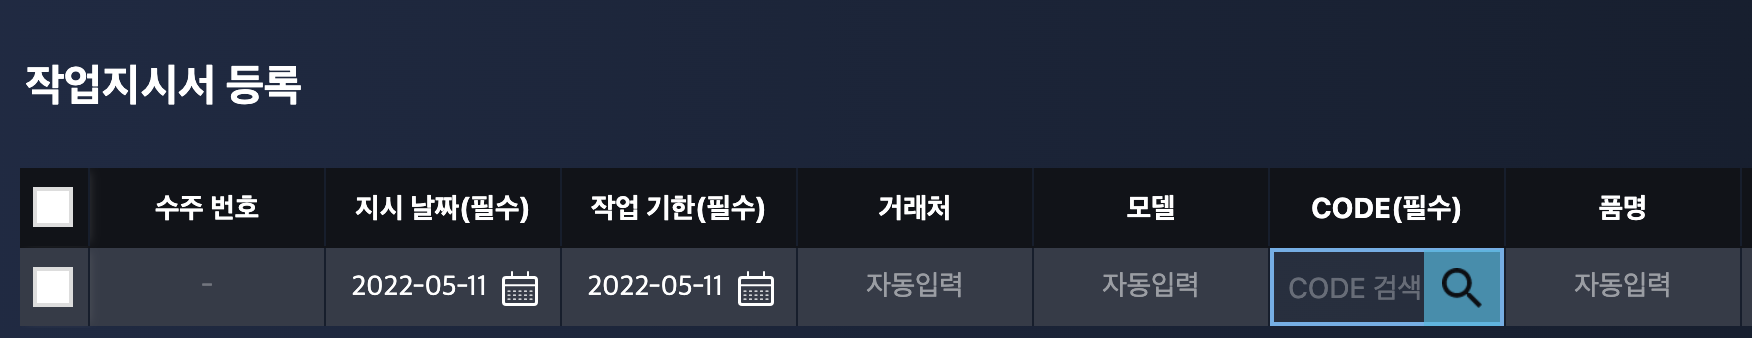 작업지시서 등록
수주 번호 지시 날짜(필수) 작업 기한(필수) 거래처 모델 CODE(필수) 품명
- 2022-05-11 2022-05-11 자동입력 자동입력 CODE 검색 자동입력